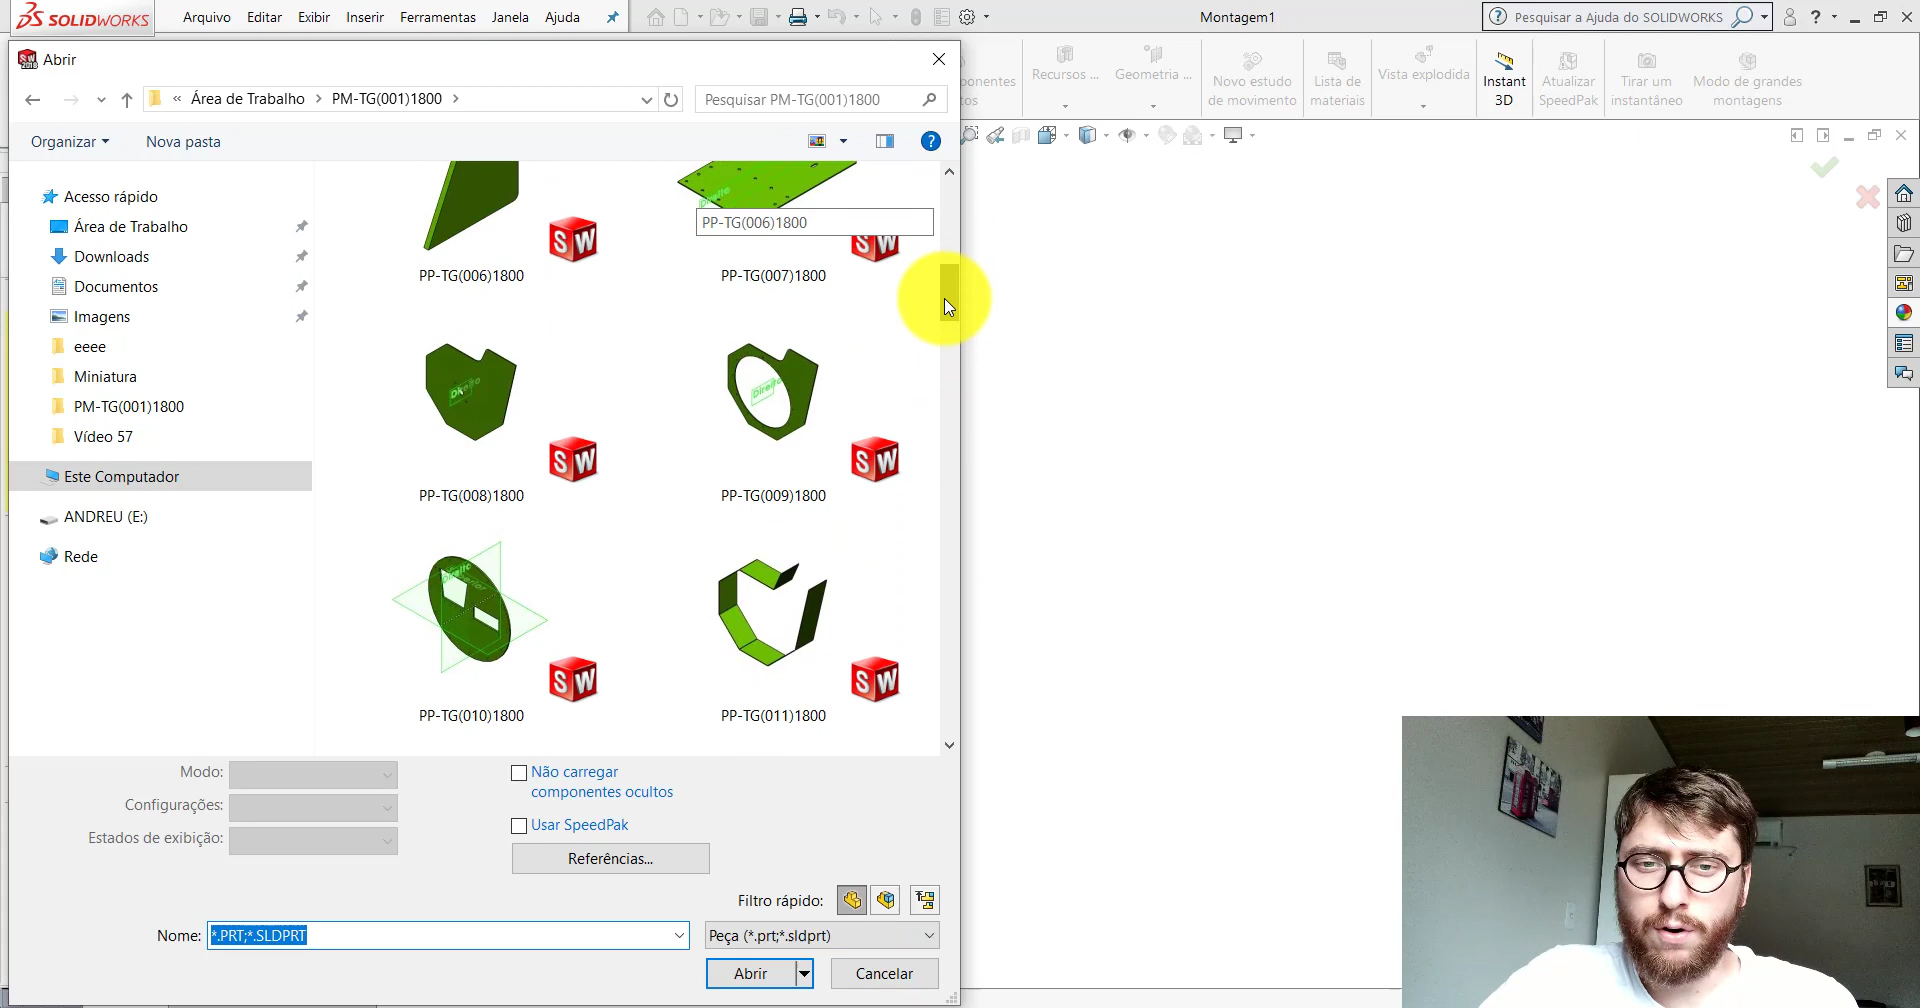 SOLIDWORKS
Arquivo Editar Exibir Inserir Ferramentas Janela Ajuda
Montagem1
Pesquisar a Ajuda do SOLIDWORKS
Abrir
Recursos ...
Geometria ...
Novo estudo
de movimento
Lista de
materiais
Vista explodida
Instant
3D
Atualizar
SpeedPak
Tirar um
instantâneo
Modo de grandes
montagens
« Área de Trabalho > PM-TG(001)1800 >
Pesquisar PM-TG(001)1800
Organizar
Nova pasta
Acesso rápido
Área de Trabalho
Downloads
Documentos
Imagens
eeee
Miniatura
PM-TG(001)1800
Vídeo 57
Este Computador
ANDREU (E:)
Rede
PP-TG(006)1800
PP-TG(006)1800
PP-TG(007)1800
PP-TG(008)1800
PP-TG(009)1800
PP-TG(010)1800
PP-TG(011)1800
Modo:
Configurações:
Estados de exibição:
Não carregar
componentes ocultos
Usar SpeedPak
Referências...
Filtro rápido:
Nome:
*.PRT;*.SLDPRT
Peça (*.prt;*.sldprt)
Abrir
Cancelar